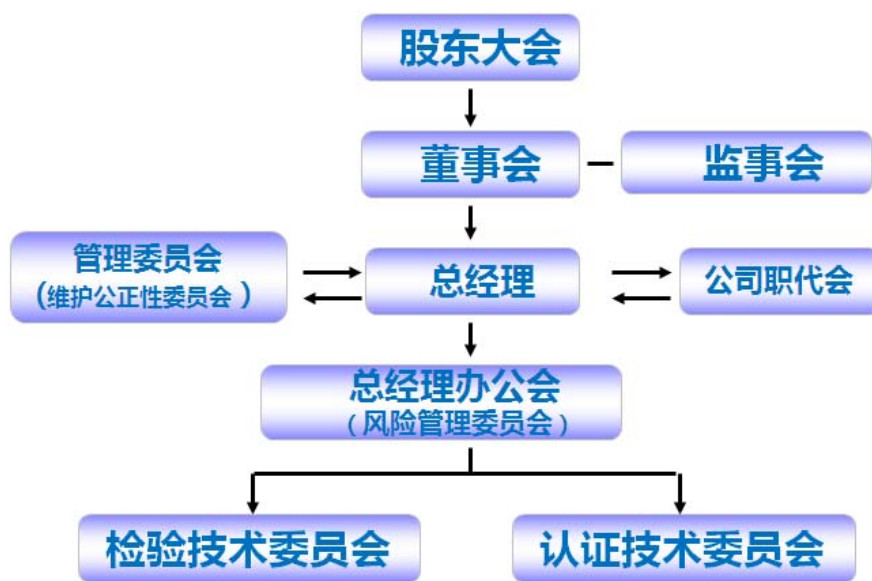 股东大会
董事会
监事会
管理委员会
(维护公正性委员会)
总经理
公司职代会
总经理办公会
(风险管理委员会)
检验技术委员会
认证技术委员会